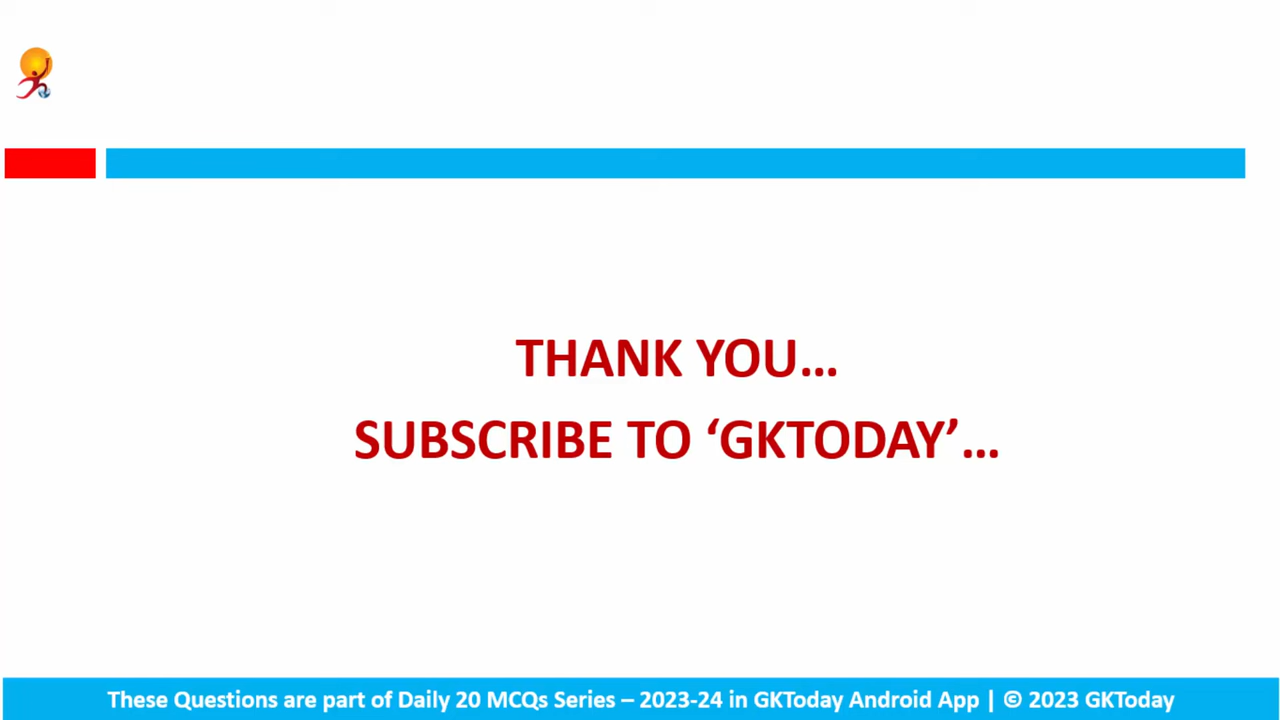 THANK YOU...
SUBSCRIBE TO ‘GKTODAY’...
These Questions are part of Daily 20 MCQs Series – 2023-24 in GKToday Android App | © 2023 GKToday